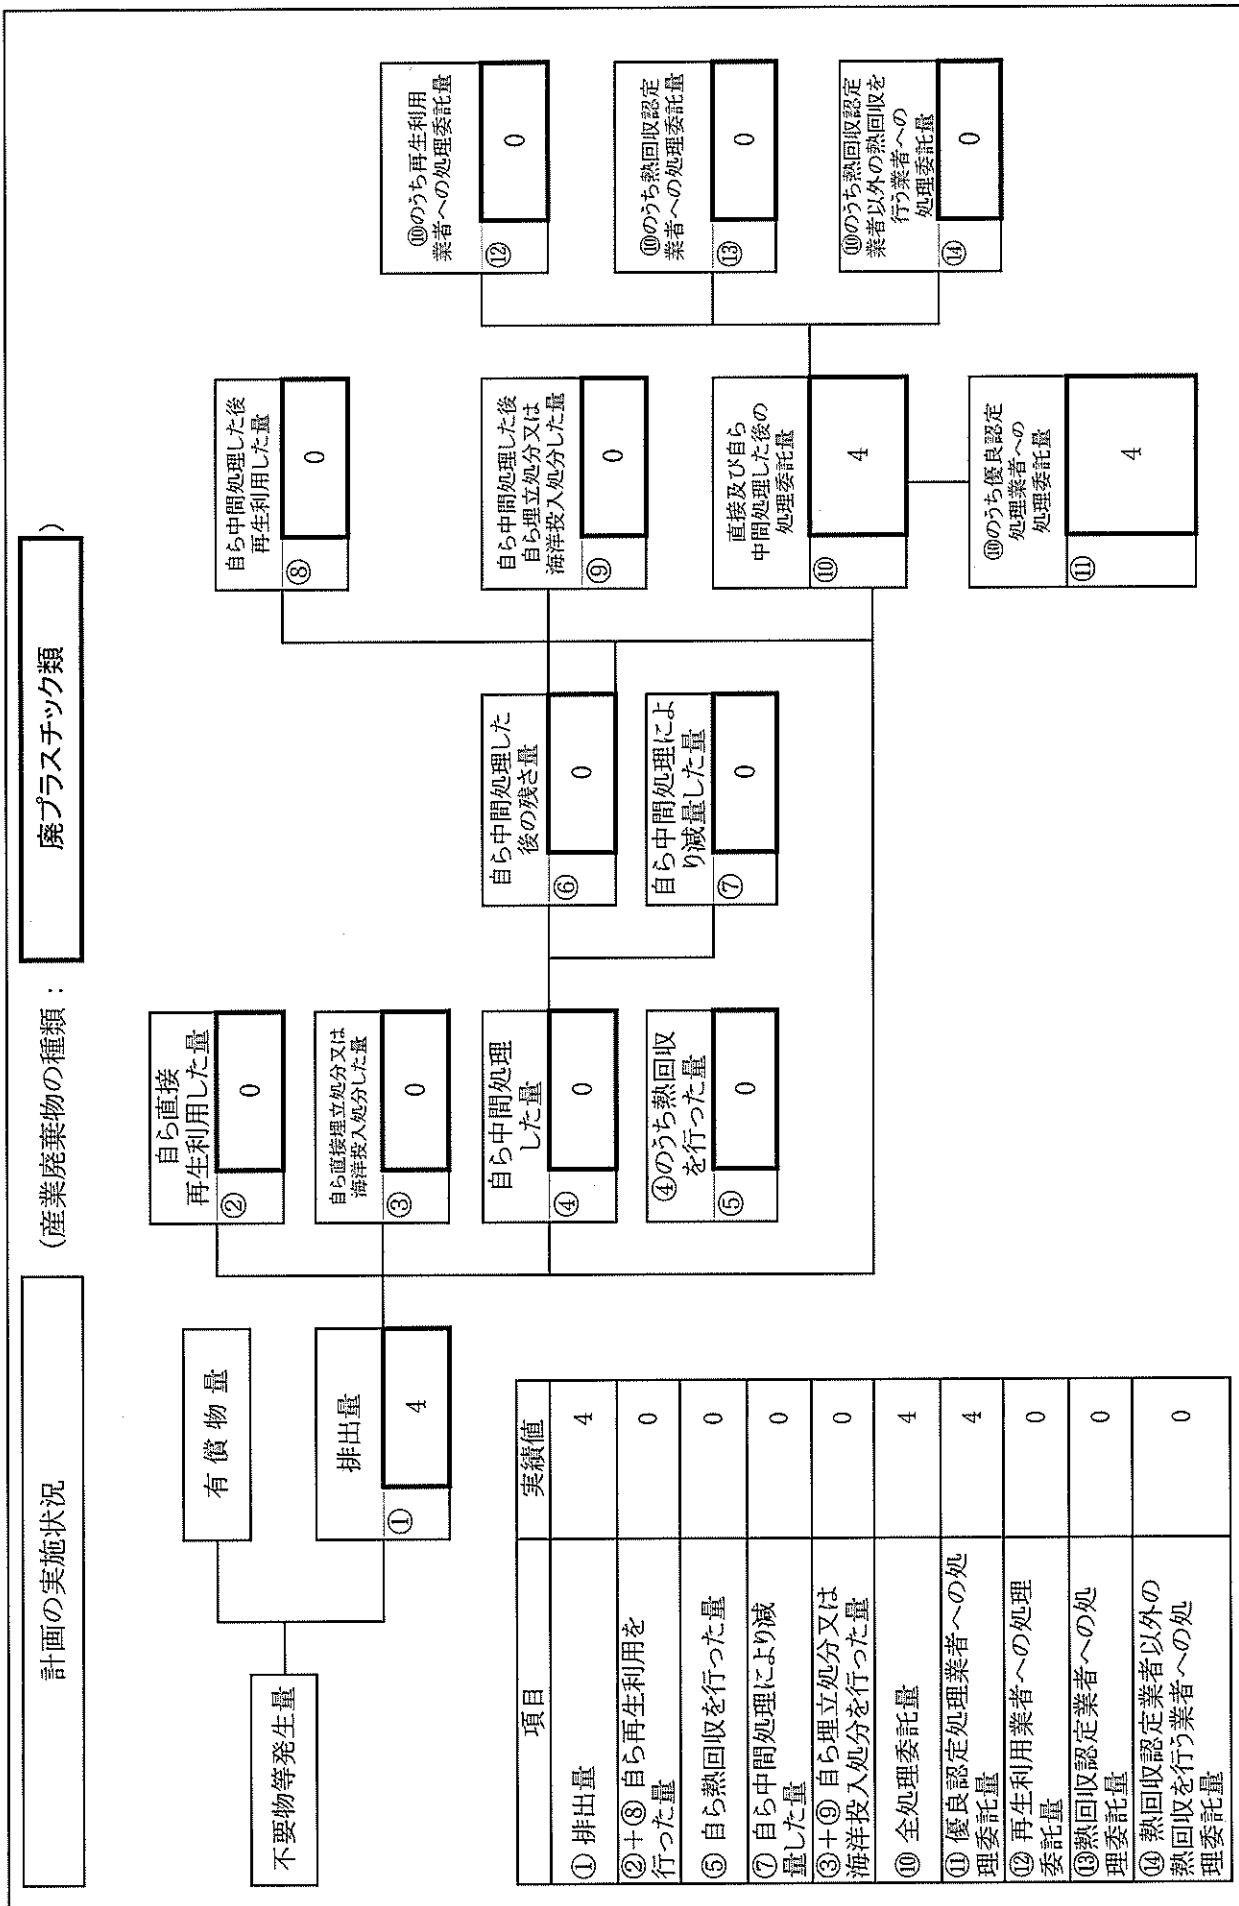 計画の実施状況
(産業廃棄物の種類：
廃プラスチック類
)
不要物等発生量
有 償 物 量
排出量
①
4
自ら直接
再生利用した量
②
0
自ら直接埋立処分又は
海洋投入処分した量
③
0
自ら中間処理
した量
④
0
④のうち熱回収
を行った量
⑤
0
自ら中間処理した
後の残さ量
⑥
0
自ら中間処理によ
り減量した量
⑦
0
自ら中間処理した後
再生利用した量
⑧
0
自ら中間処理した後
自ら埋立処分又は
海洋投入処分した量
⑨
0
直接及び自ら
中間処理した後の
処理委託量
⑩
4
⑩のうち優良認定
処理業者への
処理委託量
⑪
4
⑩のうち再生利用
業者への処理委託量
⑫
0
⑩のうち熱回収認定
業者への処理委託量
⑬
0
⑩のうち熱回収認定
業者以外の熱回収を
行う業者への
処理委託量
⑭
0
項目 実績値
① 排出量 4
②＋⑧ 自ら再生利用を
行った量 0
⑤ 自ら熱回収を行った量 0
⑦ 自ら中間処理により減
量した量 0
③＋⑨ 自ら埋立処分又は
海洋投入処分を行った量 0
⑩ 全処理委託量 4
⑪ 優良認定処理業者への処
理委託量 4
⑫ 再生利用業者への処理
委託量 0
⑬熱回収認定業者への処
理委託量 0
⑭ 熱回収認定業者以外の
熱回収を行う業者への処
理委託量 0